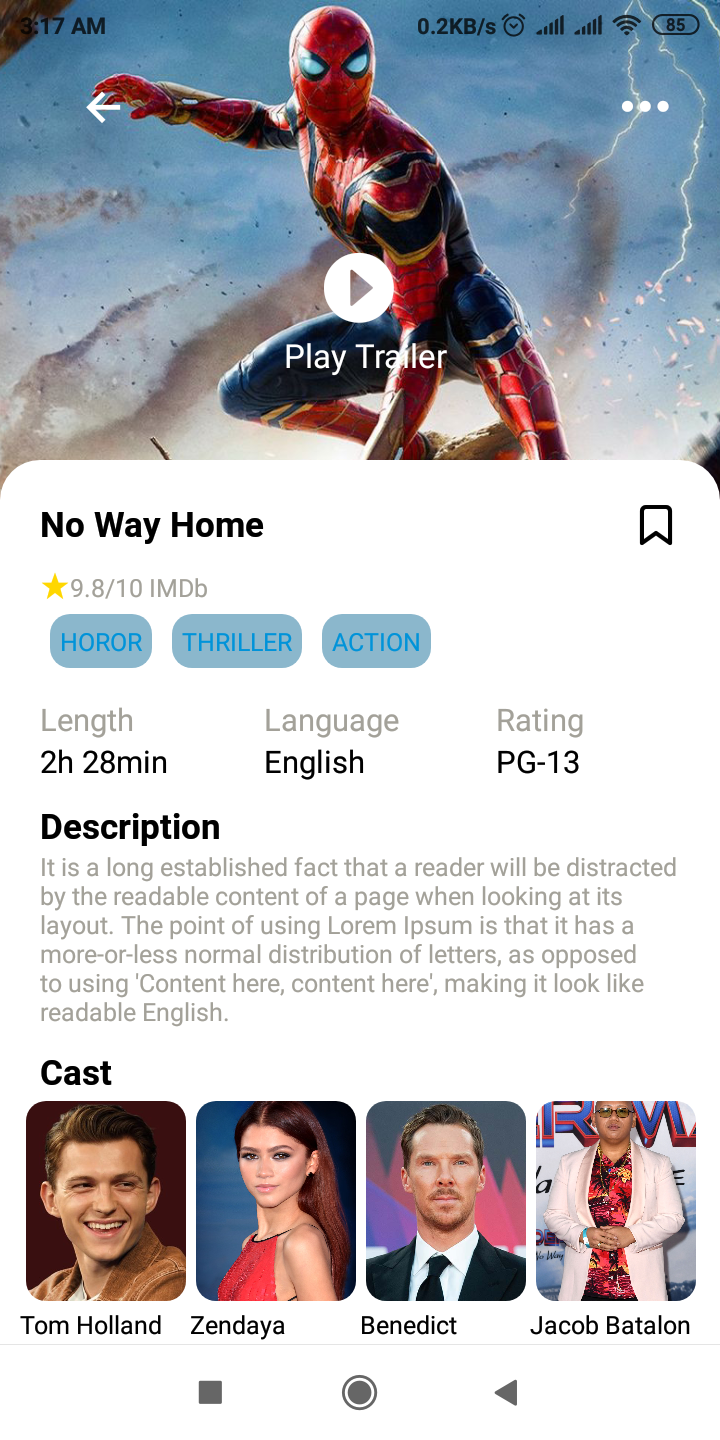 3:17 AM 0.2KB/s 85
Play Trailer
No Way Home
9.8/10 IMDb
HOROR THRILLER ACTION
Length Language Rating
2h 28min English PG-13
Description
It is a long established fact that a reader will be distracted
by the readable content of a page when looking at its
layout. The point of using Lorem Ipsum is that it has a
more-or-less normal distribution of letters, as opposed
to using 'Content here, content here', making it look like
readable English.
Cast
Tom Holland Zendaya Benedict Jacob Batalon